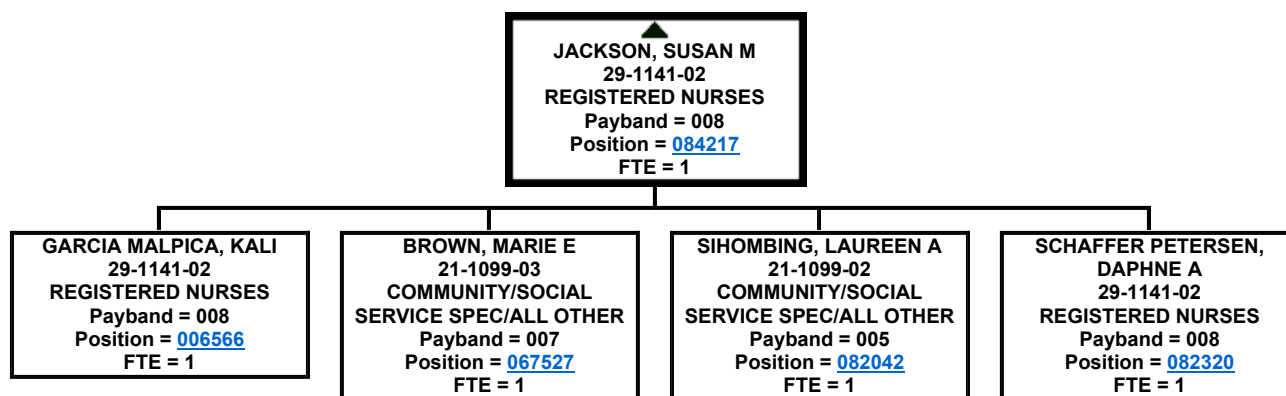 JACKSON, SUSAN M
29-1141-02
REGISTERED NURSES
Payband = 008
Position = 084217
FTE = 1
GARCIA MALPICA, KALI
29-1141-02
REGISTERED NURSES
Payband = 008
Position = 006566
FTE = 1
BROWN, MARIE E
21-1099-03
COMMUNITY/SOCIAL
SERVICE SPEC/ALL OTHER
Payband = 007
Position = 067527
FTE = 1
SIHOMBING, LAUREEN A
21-1099-02
COMMUNITY/SOCIAL
SERVICE SPEC/ALL OTHER
Payband = 005
Position = 082042
FTE = 1
SCHAFFER PETERSEN,
DAPHNE A
29-1141-02
REGISTERED NURSES
Payband = 008
Position = 082320
FTE = 1